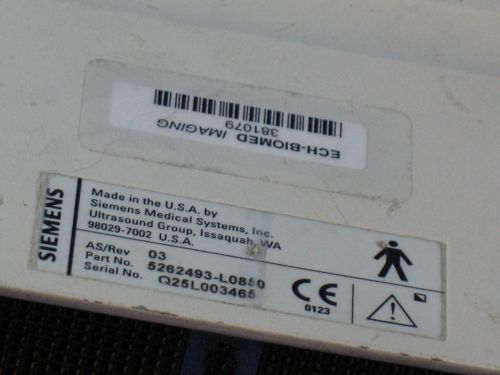 ECH-BIOMED IMAGING
381079
SIEMENS
Made in the U.S.A. by
Siemens Medical Systems, Inc.
Ultrasound Group, Issaquah, WA
98029-7002 U.S.A.
AS/Rev 03
Part No. 5262493-L0850
Serial No. Q25L003465
CE
0123